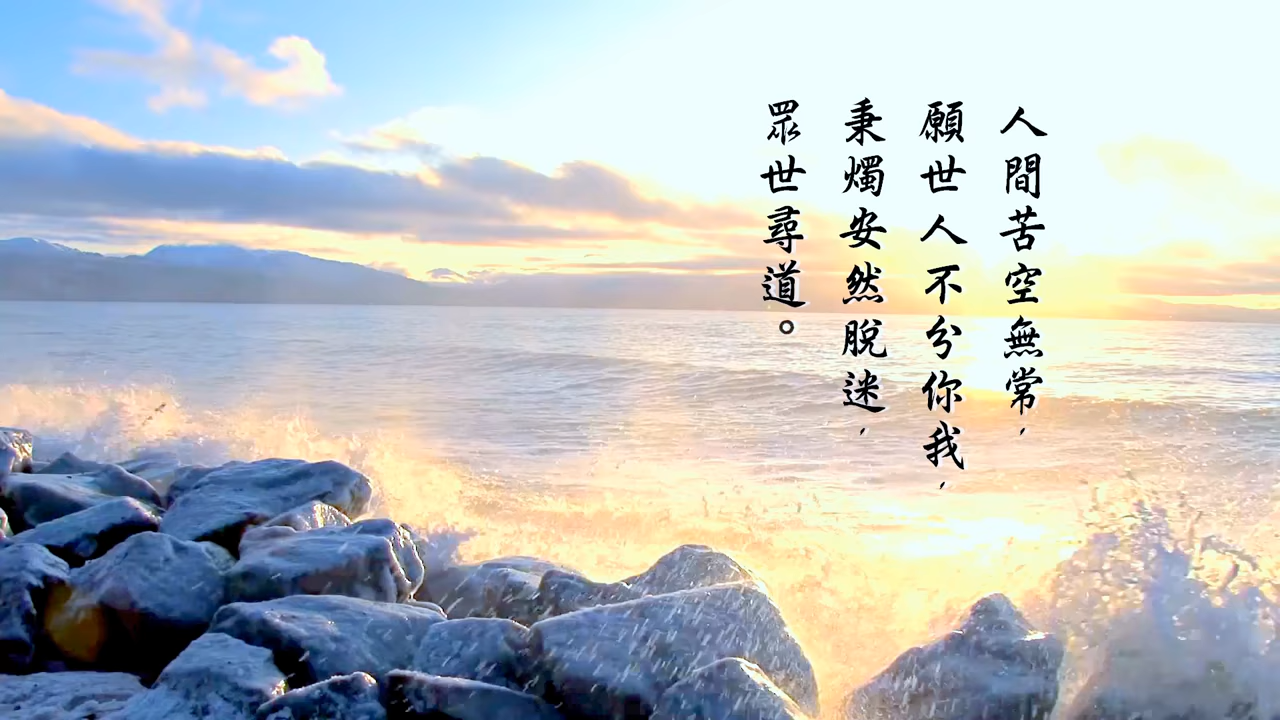 人間苦空無常，
願世人不分你我，
秉燭安然脫迷，
眾世尋道。